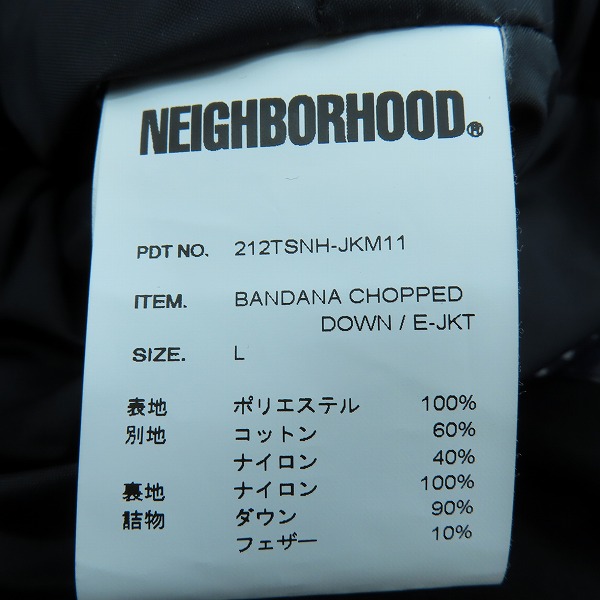 NEIGHBORHOOD.®
PDT NO. 212TSNH-JKM11
ITEM. BANDANA CHOPPED
DOWN / E-JKT
SIZE. L
表地 ポリエステル 100%
別地 コットン 60%
ナイロン 40%
裏地 ナイロン 100%
詰物 ダウン 90%
フェザー 10%